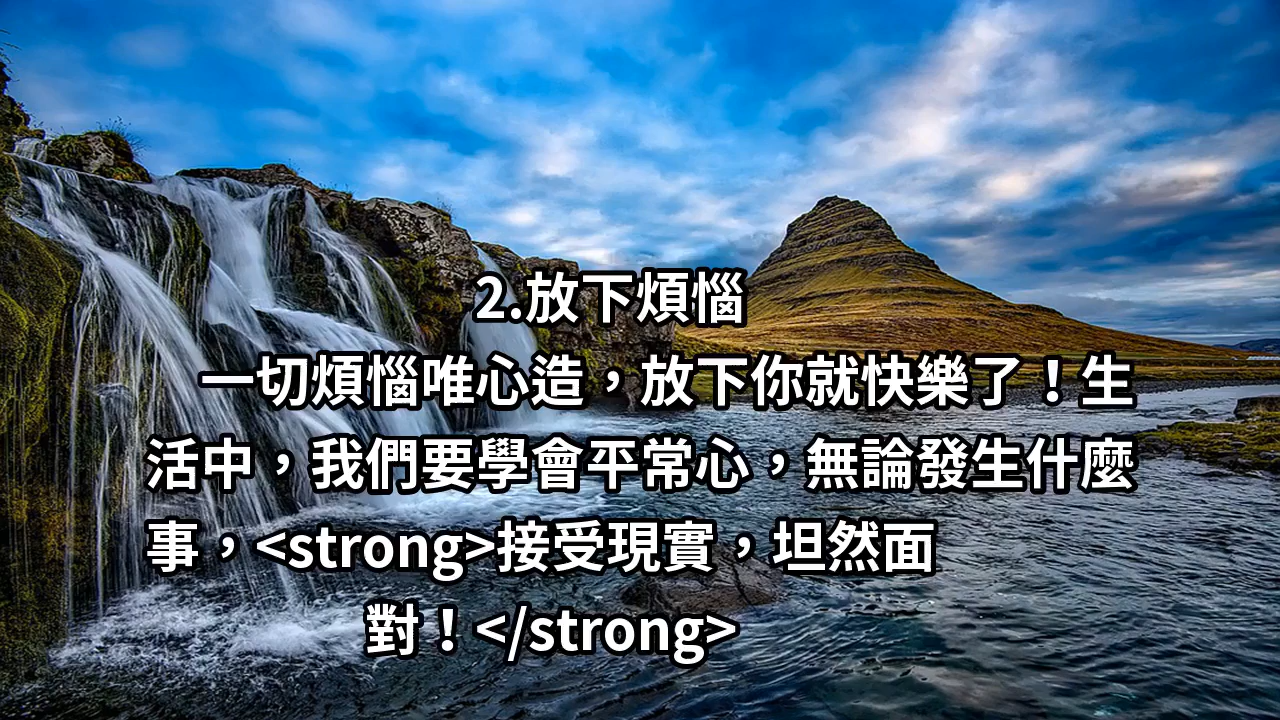 2.放下煩惱
一切煩惱唯心造，放下你就快樂了！生
活中，我們要學會平常心，無論發生什麼
事，<strong>接受現實，坦然面
對！</strong>